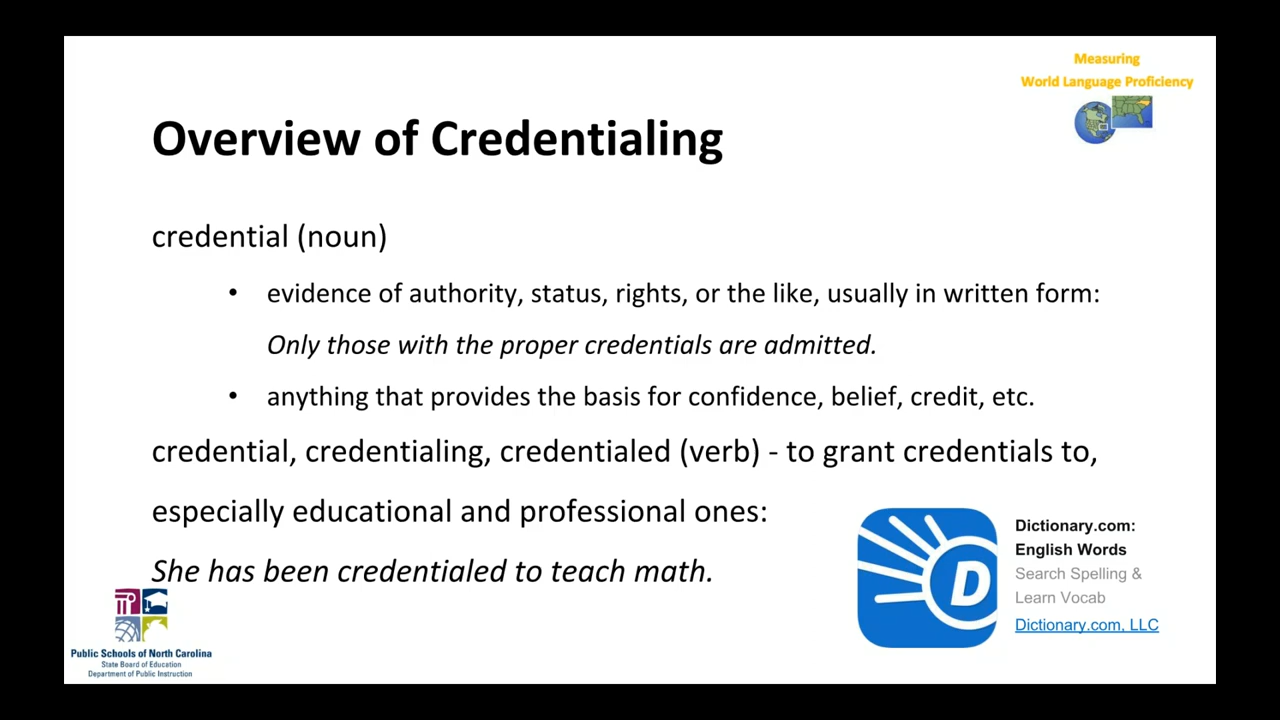 Measuring
World Language Proficiency
Overview of Credentialing
credential (noun)
• evidence of authority, status, rights, or the like, usually in written form:
Only those with the proper credentials are admitted.
• anything that provides the basis for confidence, belief, credit, etc.
credential, credentialing, credentialed (verb) - to grant credentials to,
especially educational and professional ones:
She has been credentialed to teach math.
D
Dictionary.com:
English Words
Search Spelling &
Learn Vocab
Dictionary.com, LLC
Public Schools of North Carolina
State Board of Education
Department of Public Instruction